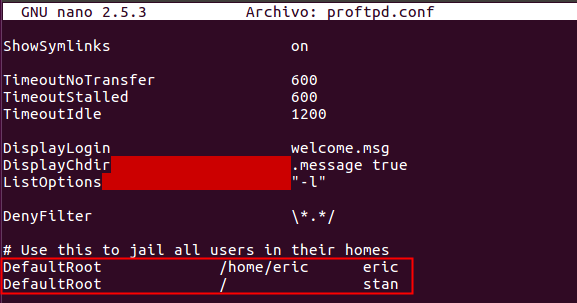 GNU nano 2.5.3 Archivo: proftpd.conf
ShowSymlinks on
TimeoutNoTransfer 600
TimeoutStalled 600
TimeoutIdle 1200
DisplayLogin welcome.msg
DisplayChdir .message true
ListOptions "-l"
DenyFilter \*.*/
# Use this to jail all users in their homes
DefaultRoot /home/eric eric
DefaultRoot / stan